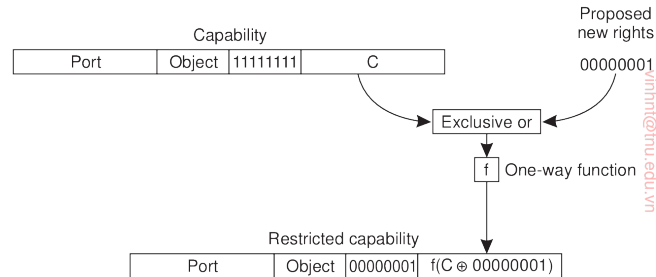 Proposed
new rights
Capability
Port Object 11111111 C
00000001
Exclusive or
f One-way function
Restricted capability
Port Object 00000001 f(C ⊕ 00000001)
vinhnt@tnu.edu.vn